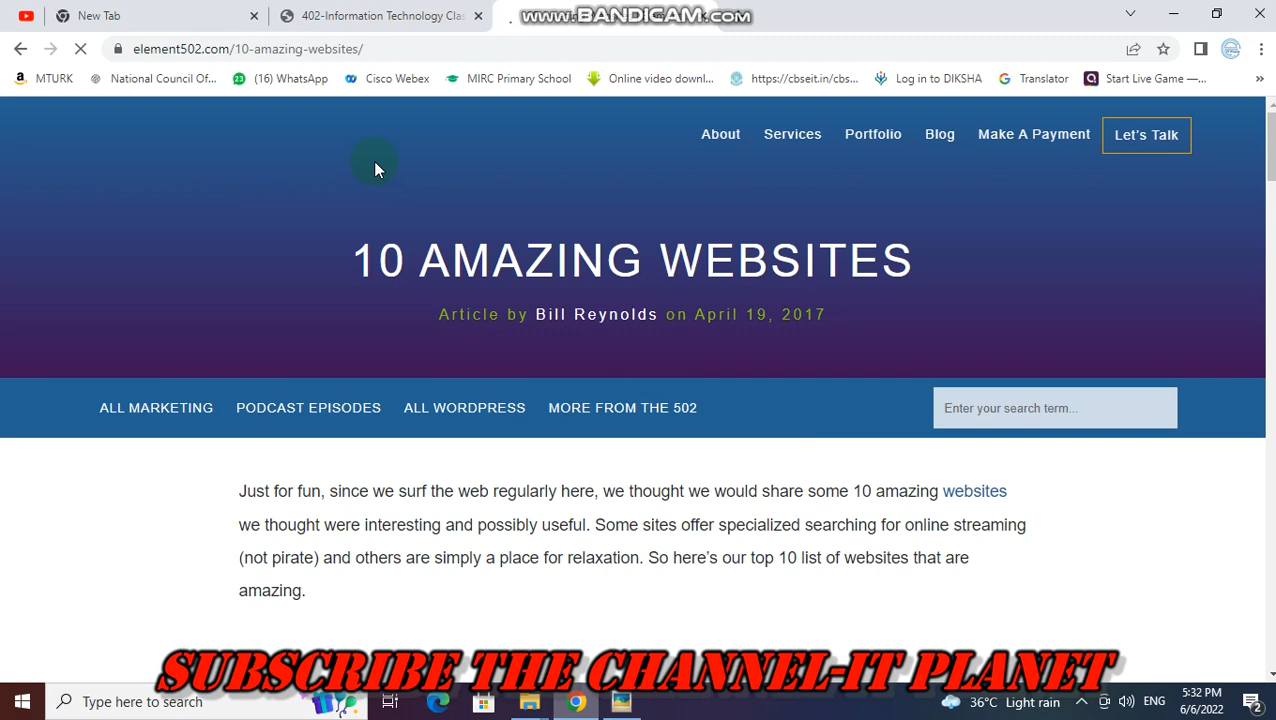 New Tab
402-Information Technology Clas
www.BANDICAM.com
element502.com/10-amazing-websites/
MTURK
National Council Of...
(16) WhatsApp
Cisco Webex
MIRC Primary School
Online video downl...
https://cbseit.in/cbs...
Log in to DIKSHA
Translator
Start Live Game —...
About
Services
Portfolio
Blog
Make A Payment
Let's Talk
10 AMAZING WEBSITES
Article by Bill Reynolds on April 19, 2017
ALL MARKETING
PODCAST EPISODES
ALL WORDPRESS
MORE FROM THE 502
Enter your search term...
Just for fun, since we surf the web regularly here, we thought we would share some 10 amazing websites
we thought were interesting and possibly useful. Some sites offer specialized searching for online streaming
(not pirate) and others are simply a place for relaxation. So here's our top 10 list of websites that are
amazing.
SUBSCRIBE THE CHANNEL-IT PLANET
Type here to search
36°C Light rain
ENG
5:32 PM
6/6/2022
2